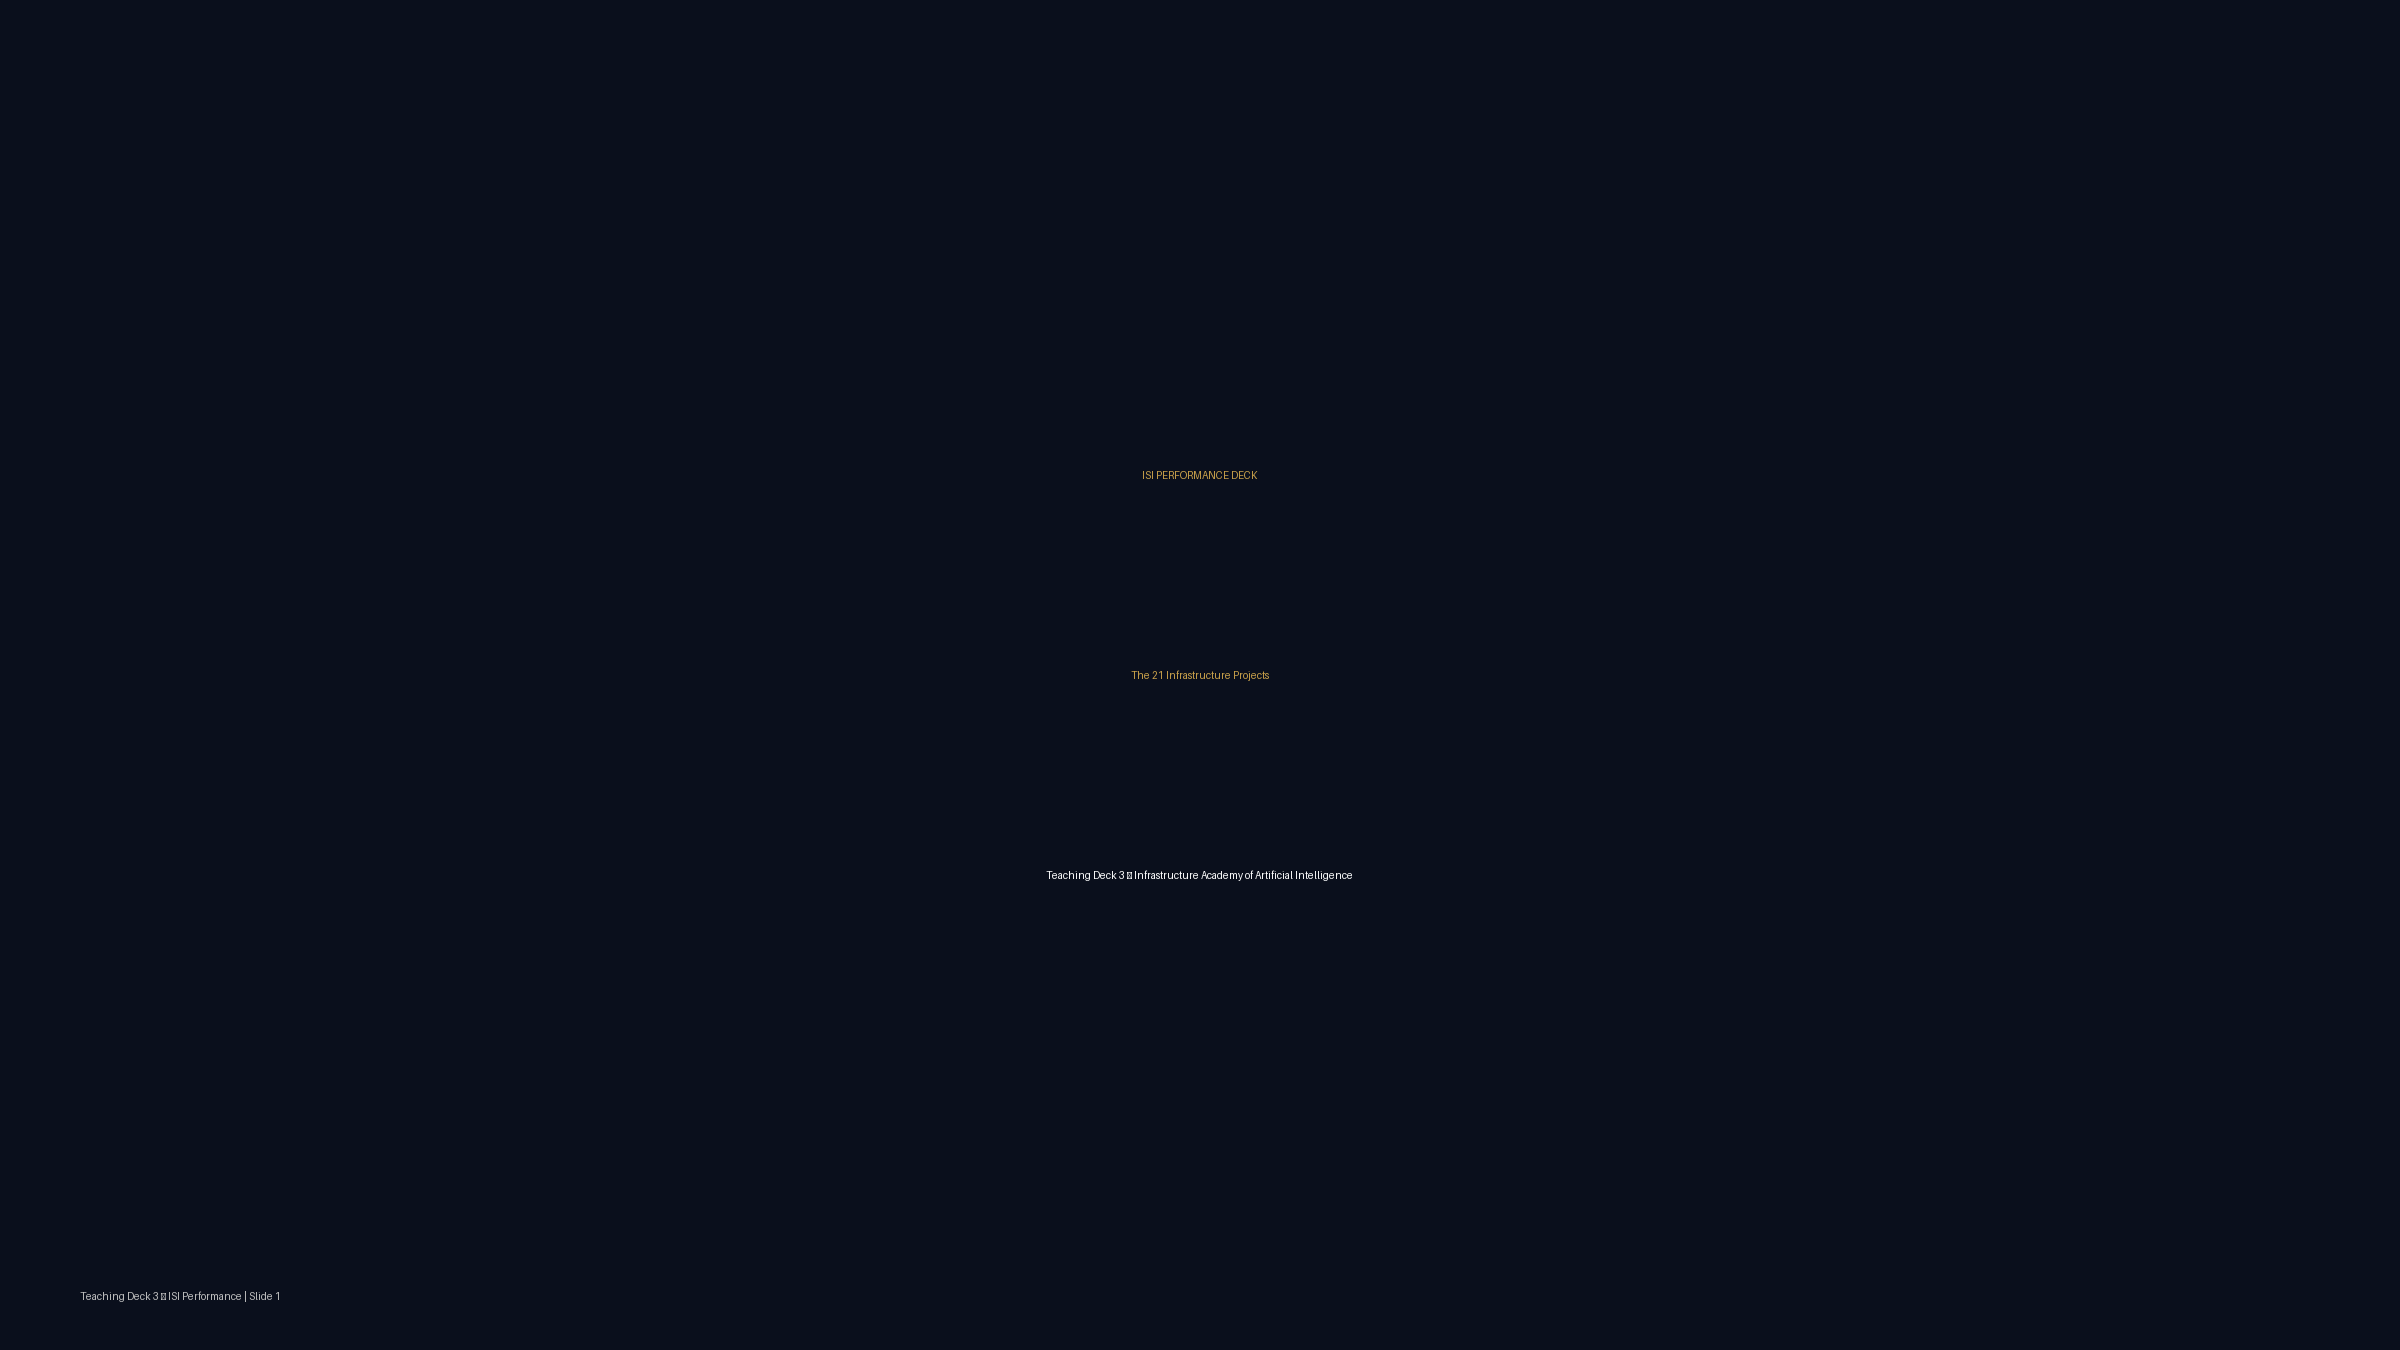 ISI PERFORMANCE DECK
The 21 Infrastructure Projects
Teaching Deck 3 ▯ Infrastructure Academy of Artificial Intelligence
Teaching Deck 3 ▯ ISI Performance | Slide 1